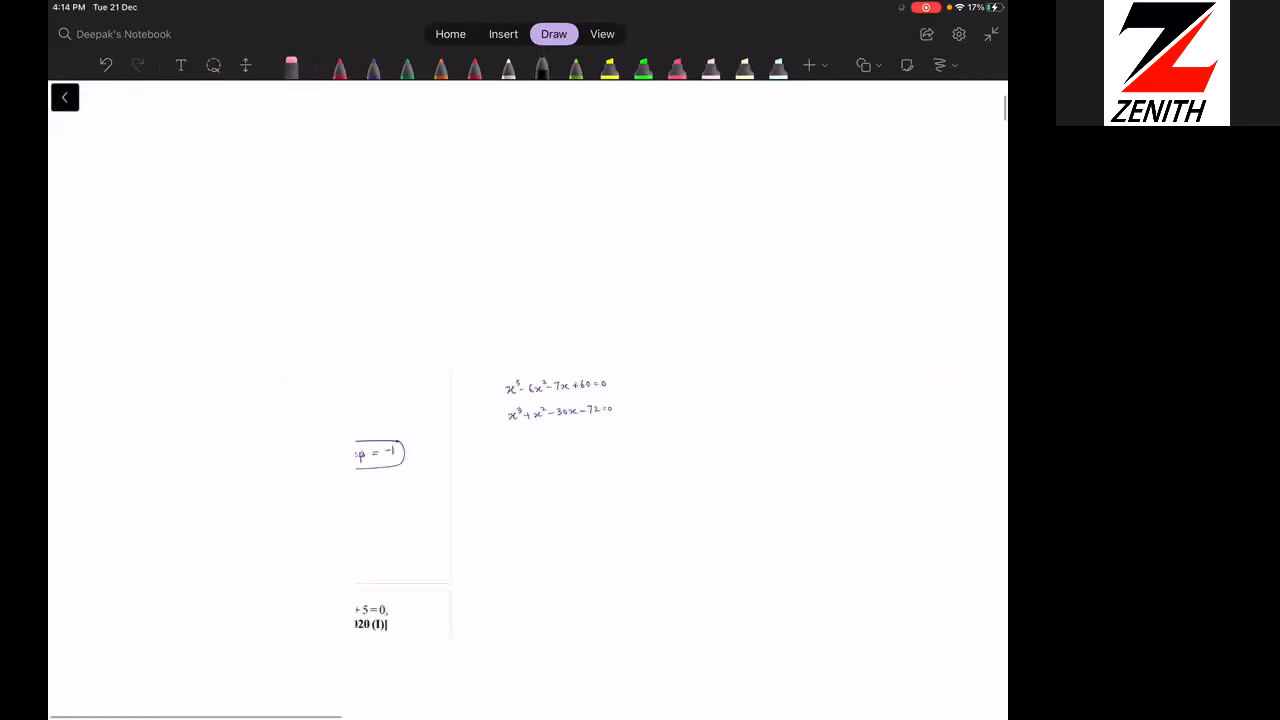 4:14 PM Tue 21 Dec
17%
Deepak's Notebook
Home Insert Draw View
T
ZENITH
x³ - 6x² - 7x + 60 = 0
x³ + x² - 30x - 72 = 0
= -1
+ 5 = 0,
020 (I)]